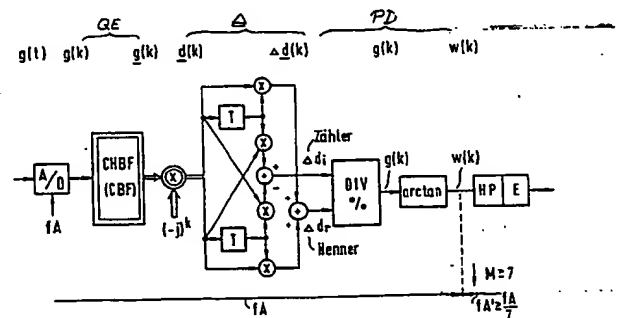 QE Δ PD
g(t) g(k) g(k) d(k) Δd(k) g(k) w(k)
X
T
Zähler
X
Δdi g(k) w(k)
A/D CHBF (CBF) X + DIV % arctan HP E
+
-
fA (-j)^k X + Δdr
T
Nenner
X
M=7
fA fA'=fA/7